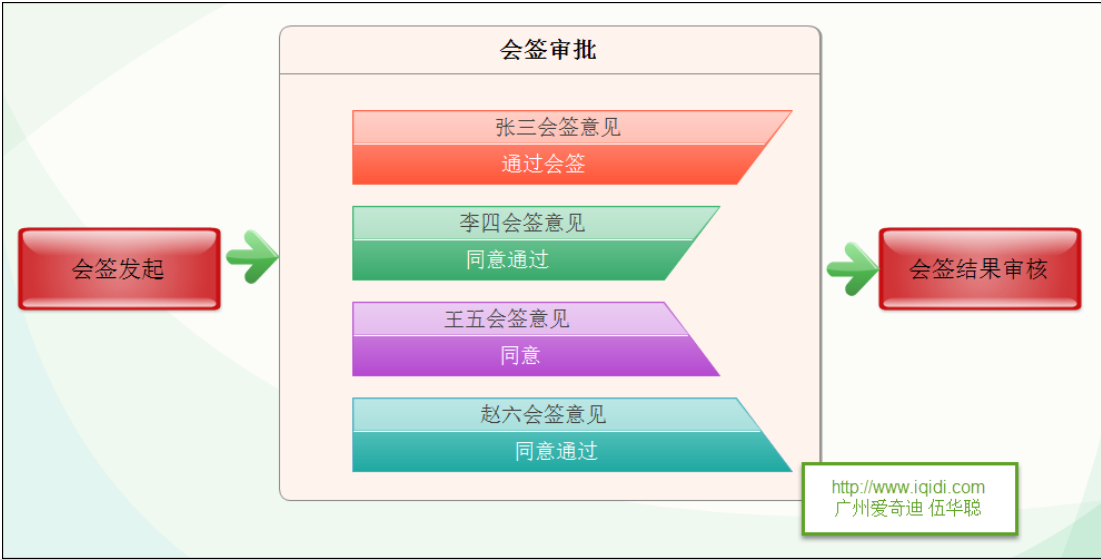 会签审批
张三会签意见
通过会签
李四会签意见
同意通过
会签发起
会签结果审核
王五会签意见
同意
赵六会签意见
同意通过
http://www.iqidi.com
广州爱奇迪 伍华聪